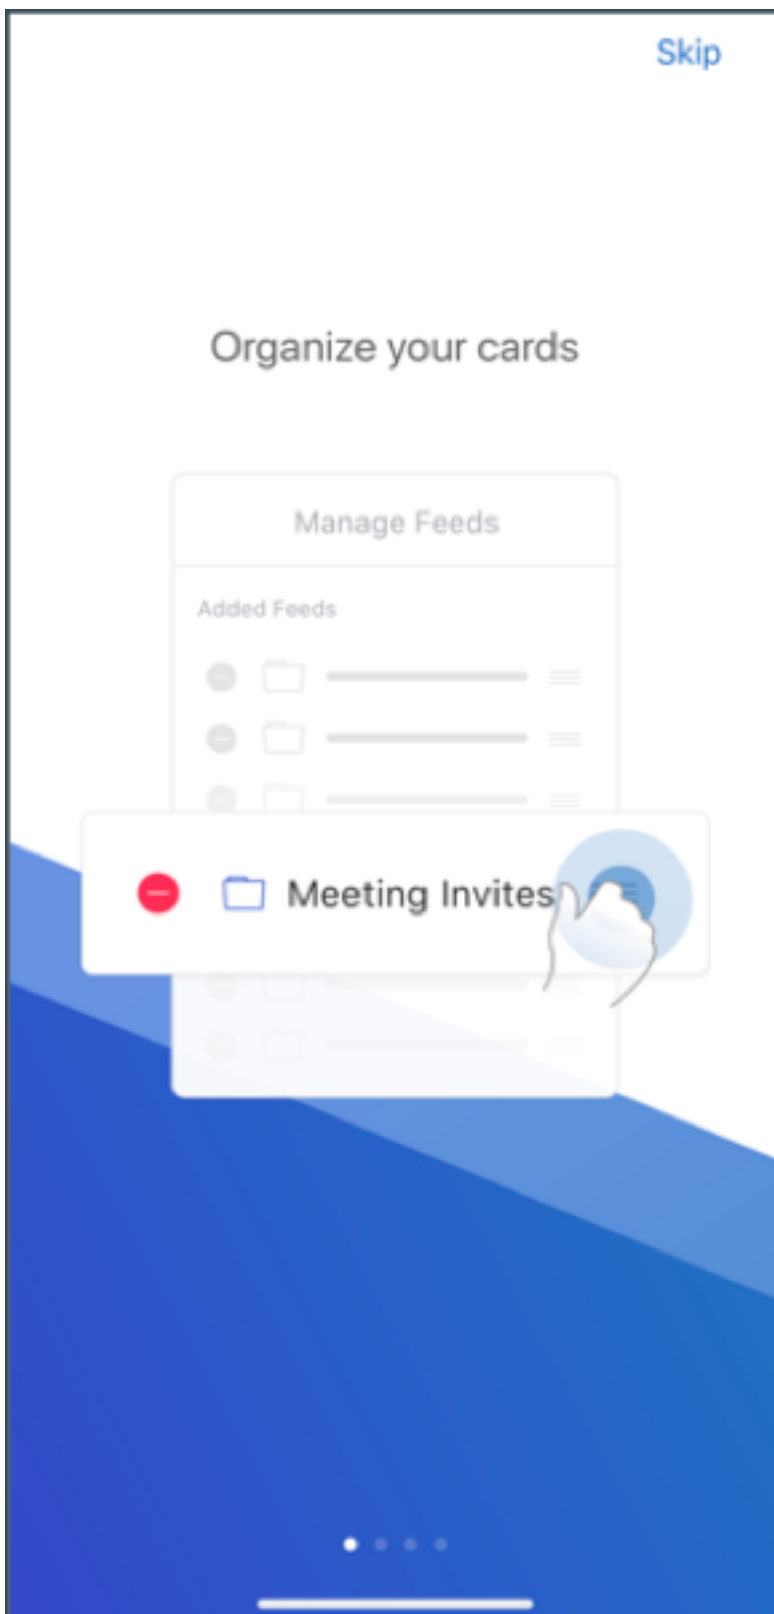 Skip
Organize your cards
Manage Feeds
Added Feeds
Meeting Invites